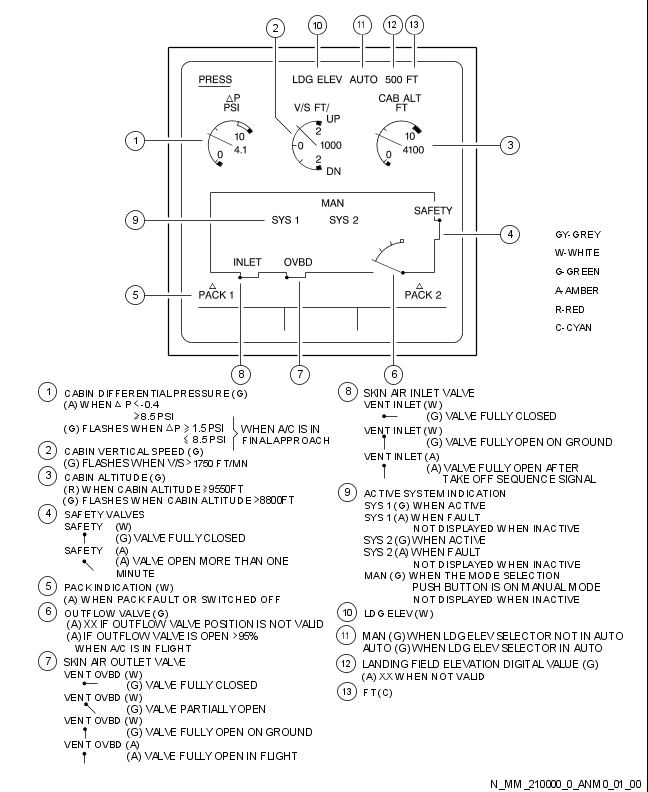 2 10 11 12 13
PRESS LDG ELEV AUTO 500 FT
△P
PSI
V/S FT/
UP
CAB ALT
FT
1 10 4.1 0
2 1000 0 2 DN
10 4100 0 3
MAN
9 SYS 1 SYS 2 SAFETY
4
INLET OVBD
5 △ PACK 1 △ PACK 2
GY-GREY
W-WHITE
G-GREEN
A-AMBER
R-RED
C-CYAN
8 7 6
1 CABIN DIFFERENTIAL PRESSURE (G)
(A) WHEN △ P <-0.4
≥8.5 PSI
(G) FLASHES WHEN △P ≥ 1.5 PSI
≤ 8.5 PSI
WHEN A/C IS IN
FINAL APPROACH
2 CABIN VERTICAL SPEED (G)
(G) FLASHES WHEN V/S > 1750 FT/MN
3 CABIN ALTITUDE (G)
(R) WHEN CABIN ALTITUDE ≥9550FT
(G) FLASHES WHEN CABIN ALTITUDE >8800FT
4 SAFETY VALVES
SAFETY (W)
(G) VALVE FULLY CLOSED
SAFETY (A)
(A) VALVE OPEN MORE THAN ONE
MINUTE
5 PACK INDICATION (W)
(A) WHEN PACK FAULT OR SWITCHED OFF
6 OUTFLOW VALVE (G)
(A) XX IF OUTFLOW VALVE POSITION IS NOT VALID
(A) IF OUTFLOW VALVE IS OPEN >95%
WHEN A/C IS IN FLIGHT
7 SKIN AIR OUTLET VALVE
VENT OVBD (W)
(G) VALVE FULLY CLOSED
VENT OVBD (W)
(G) VALVE PARTIALLY OPEN
VENT OVBD (W)
(G) VALVE FULLY OPEN ON GROUND
VENT OVBD (A)
(A) VALVE FULLY OPEN IN FLIGHT
8 SKIN AIR INLET VALVE
VENT INLET (W)
(G) VALVE FULLY CLOSED
VENT INLET (W)
(G) VALVE FULLY OPEN ON GROUND
VENT INLET (A)
(A) VALVE FULLY OPEN AFTER
TAKE OFF SEQUENCE SIGNAL
9 ACTIVE SYSTEM INDICATION
SYS 1 (G) WHEN ACTIVE
SYS 1 (A) WHEN FAULT
NOT DISPLAYED WHEN INACTIVE
SYS 2 (G) WHEN ACTIVE
SYS 2 (A) WHEN FAULT
NOT DISPLAYED WHEN INACTIVE
MAN (G) WHEN THE MODE SELECTION
PUSH BUTTON IS ON MANUAL MODE
NOT DISPLAYED WHEN INACTIVE
10 LDG ELEV (W)
11 MAN (G) WHEN LDG ELEV SELECTOR NOT IN AUTO
AUTO (G) WHEN LDG ELEV SELECTOR IN AUTO
12 LANDING FIELD ELEVATION DIGITAL VALUE (G)
(A) XX WHEN NOT VALID
13 FT (C)
N_MM_210000_0_ANM0_01_00